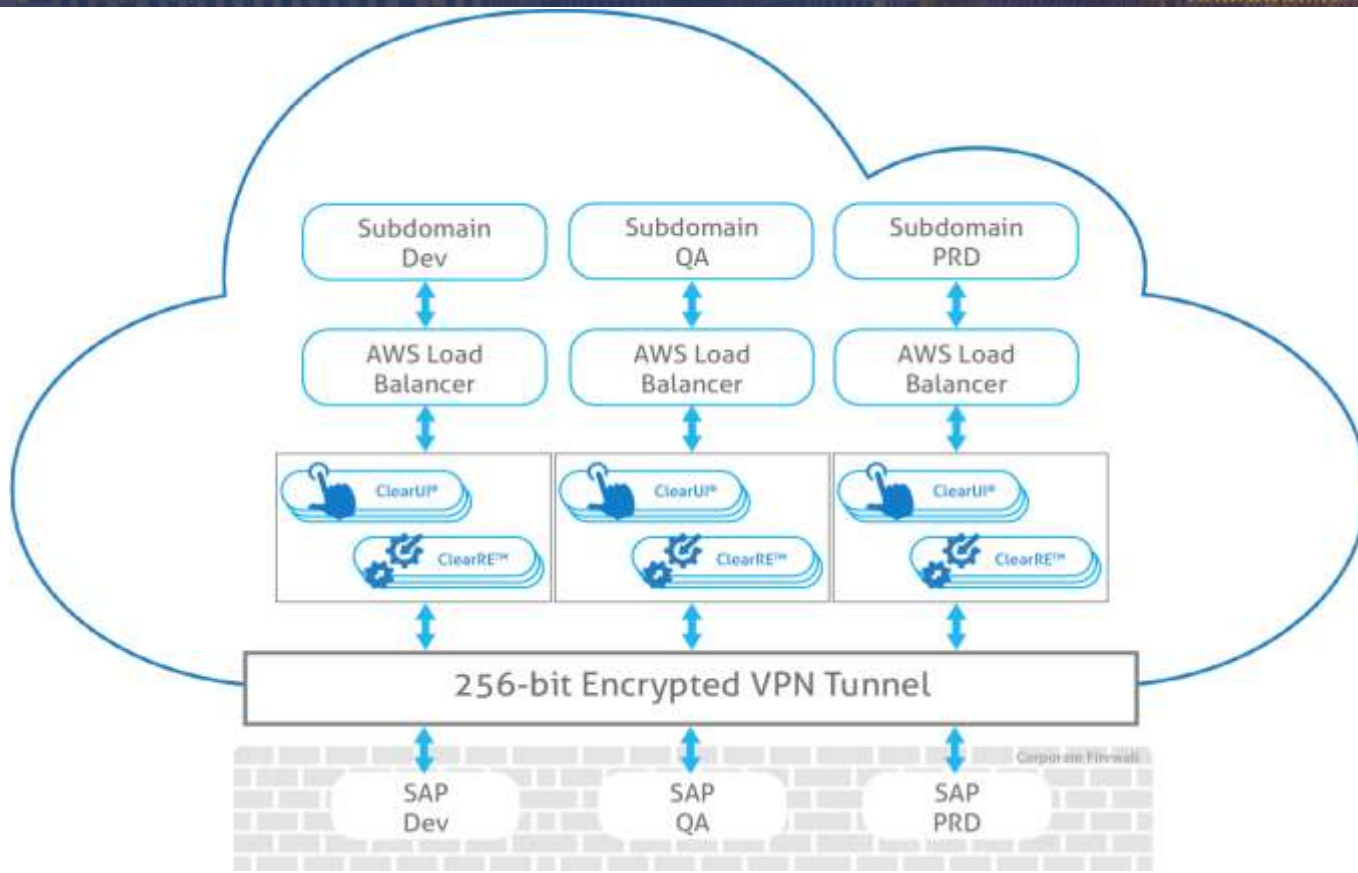 Subdomain
Dev
Subdomain
QA
Subdomain
PRD
AWS Load
Balancer
AWS Load
Balancer
AWS Load
Balancer
ClearUI®
ClearRE™
ClearUI®
ClearRE™
ClearUI®
ClearRE™
256-bit Encrypted VPN Tunnel
Corporate Firewall
SAP
Dev
SAP
QA
SAP
PRD